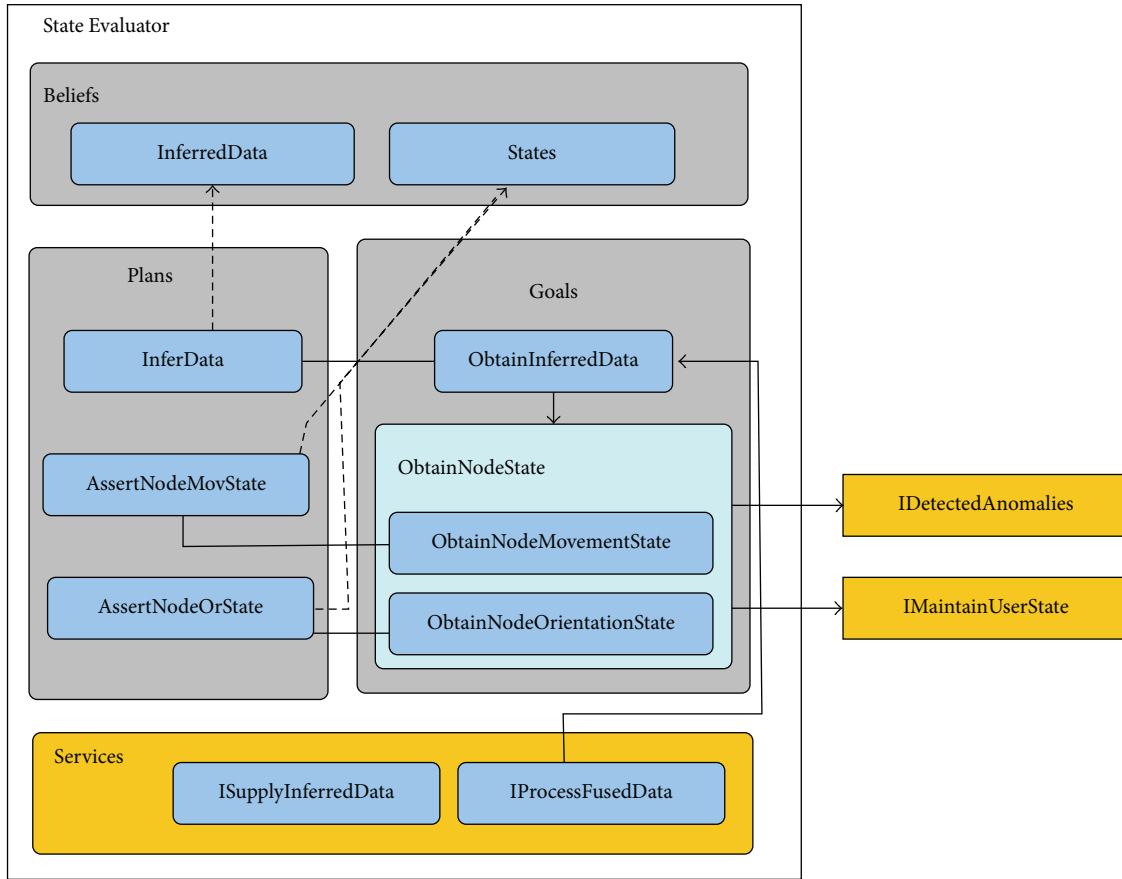 State Evaluator
Beliefs
InferredData
States
Plans
Goals
InferData
ObtainInferredData
ObtainNodeState
AssertNodeMovState
IDetectedAnomalies
ObtainNodeMovementState
AssertNodeOrState
IMaintainUserState
ObtainNodeOrientationState
Services
ISupplyInferredData
IProcessFusedData